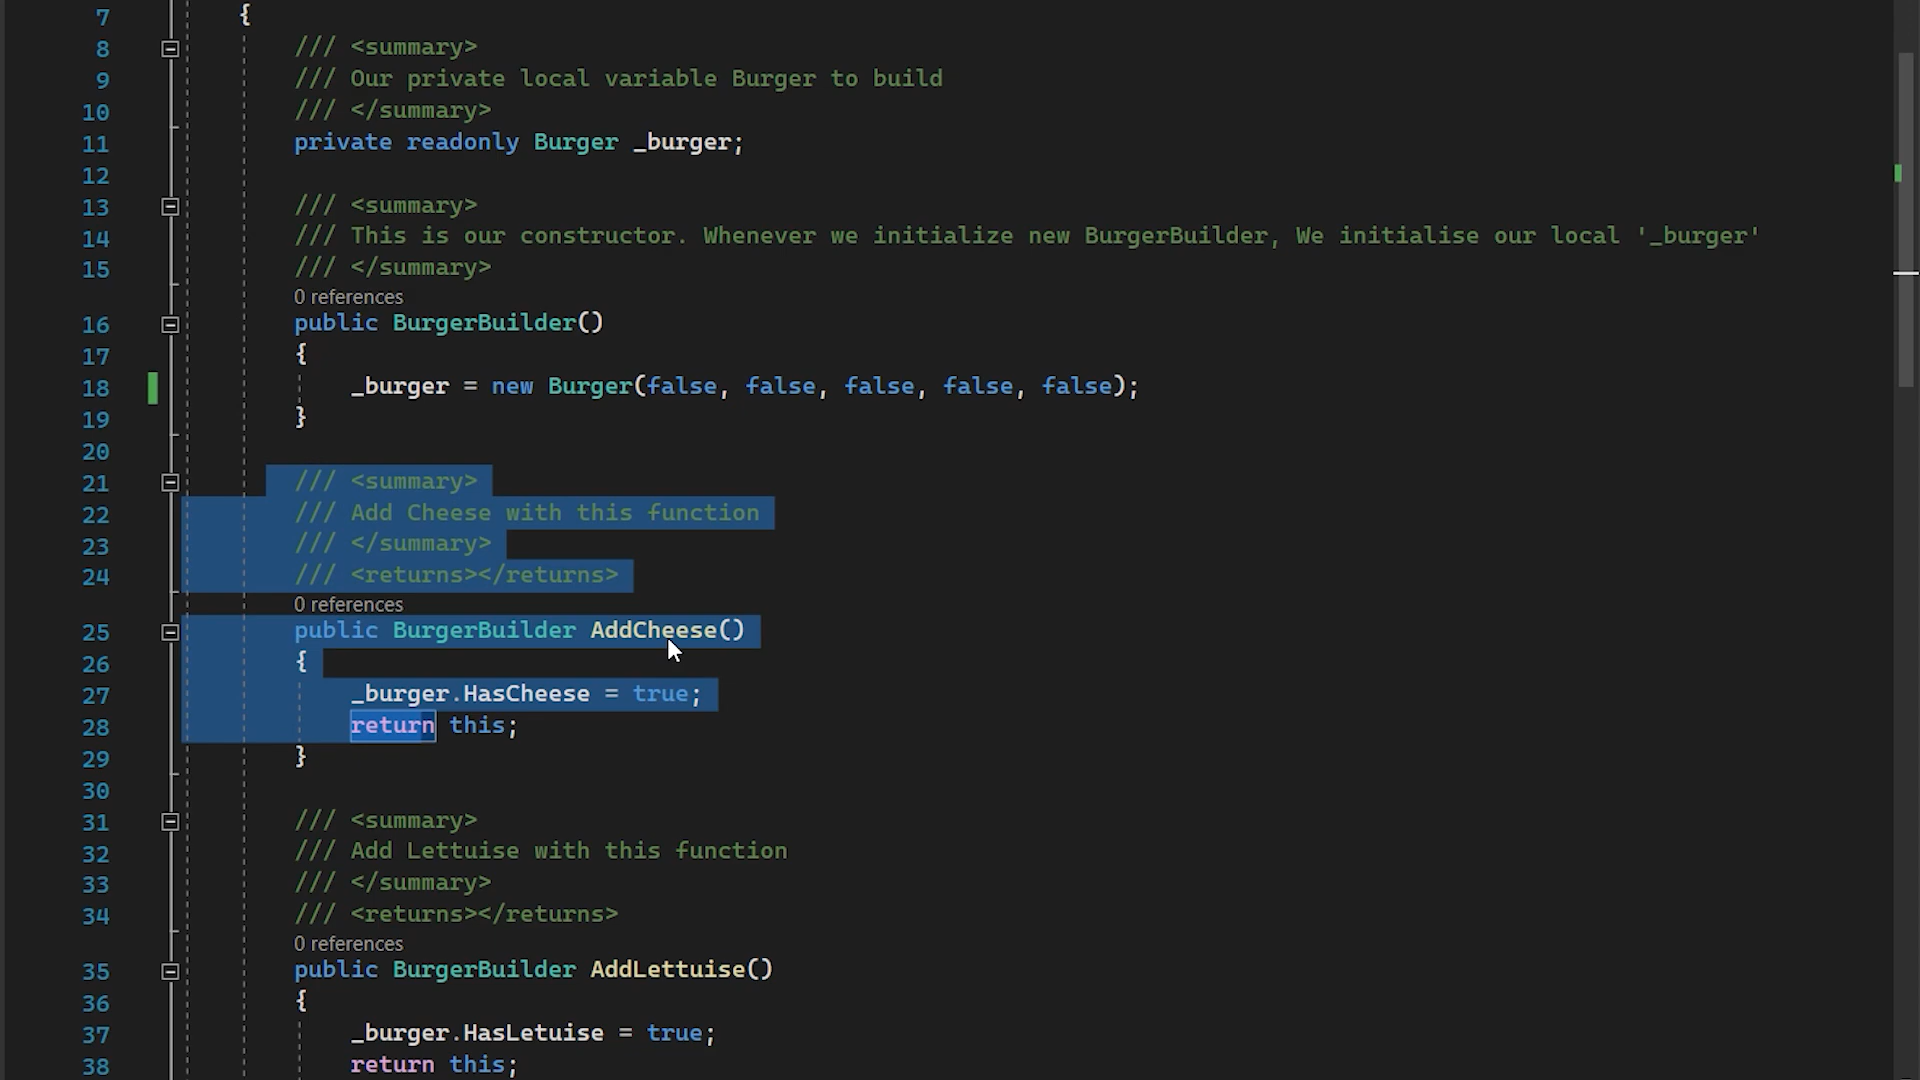 7 {
8 /// <summary>
9 /// Our private local variable Burger to build
10 /// </summary>
11 private readonly Burger _burger;
12
13 /// <summary>
14 /// This is our constructor. Whenever we initialize new BurgerBuilder, We initialise our local '_burger'
15 /// </summary>
0 references
16 public BurgerBuilder()
17 {
18 _burger = new Burger(false, false, false, false, false);
19 }
20
21 /// <summary>
22 /// Add Cheese with this function
23 /// </summary>
24 /// <returns></returns>
0 references
25 public BurgerBuilder AddCheese()
26 {
27 _burger.HasCheese = true;
28 return this;
29 }
30
31 /// <summary>
32 /// Add Lettuise with this function
33 /// </summary>
34 /// <returns></returns>
0 references
35 public BurgerBuilder AddLettuise()
36 {
37 _burger.HasLetuise = true;
38 return this;